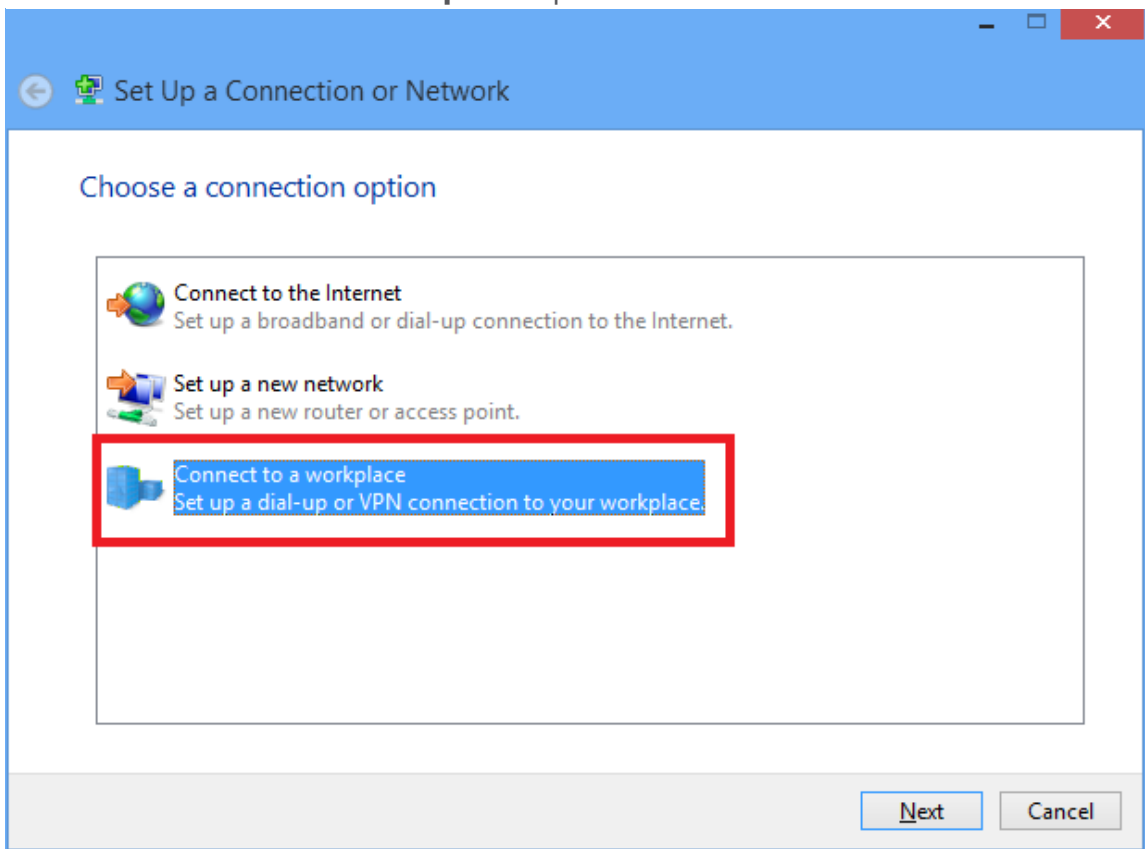 Set Up a Connection or Network
Choose a connection option
Connect to the Internet
Set up a broadband or dial-up connection to the Internet.
Set up a new network
Set up a new router or access point.
Connect to a workplace
Set up a dial-up or VPN connection to your workplace.
Next
Cancel